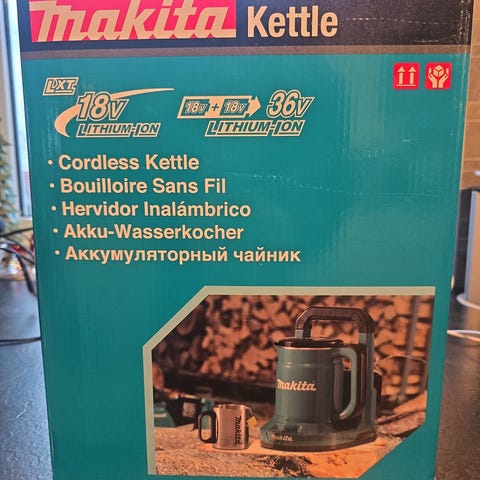 makita Kettle
LXT
18V
LITHIUM-ION
18V + 18V 36V
LITHIUM-ION
• Cordless Kettle
• Bouilloire Sans Fil
• Hervidor Inalámbrico
• Akku-Wasserkocher
• Аккумуляторный чайник
makita
makita
makita